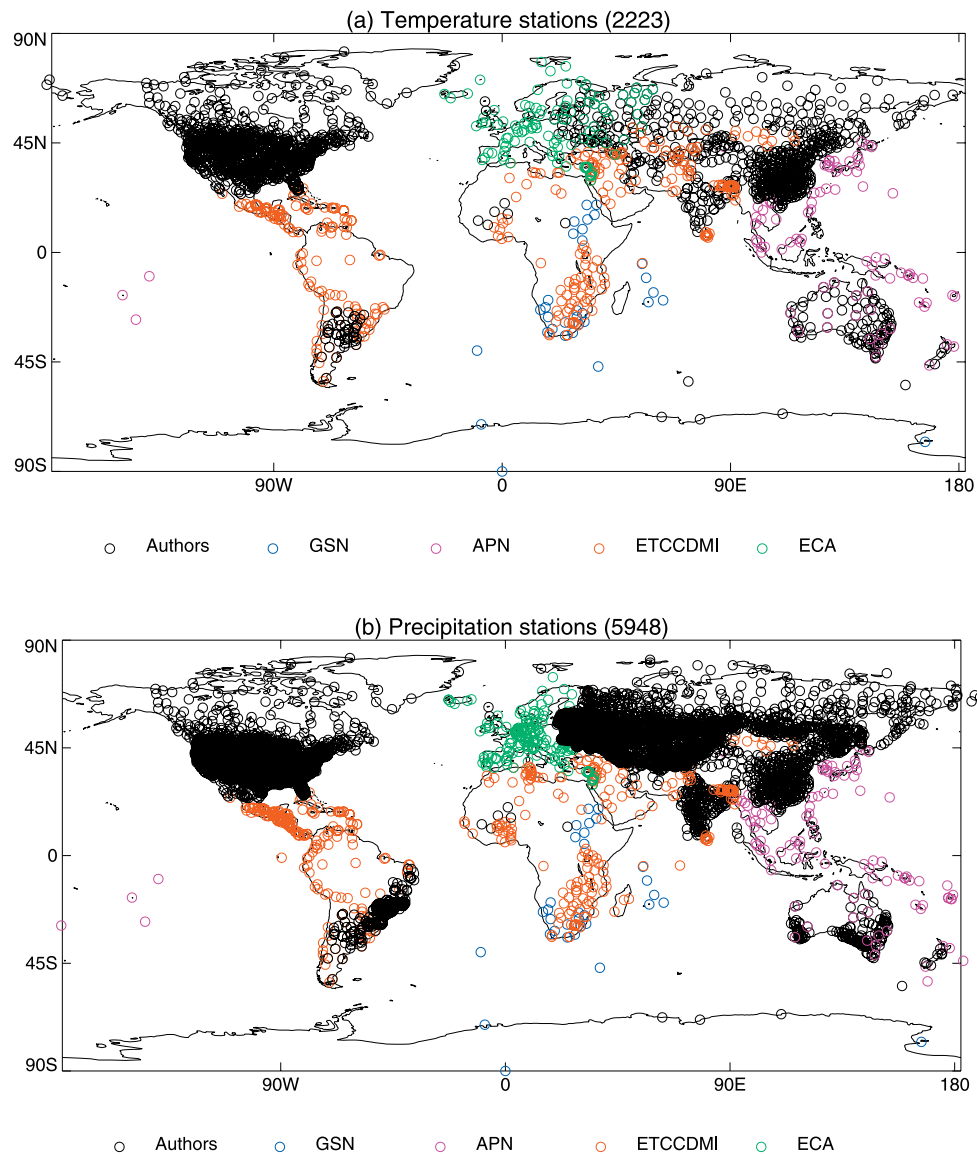 (a) Temperature stations (2223)
90N
45N
0
45S
90S
90W 0 90E 180
Authors GSN APN ETCCDMI ECA
(b) Precipitation stations (5948)
90N
45N
0
45S
90S
90W 0 90E 180
Authors GSN APN ETCCDMI ECA